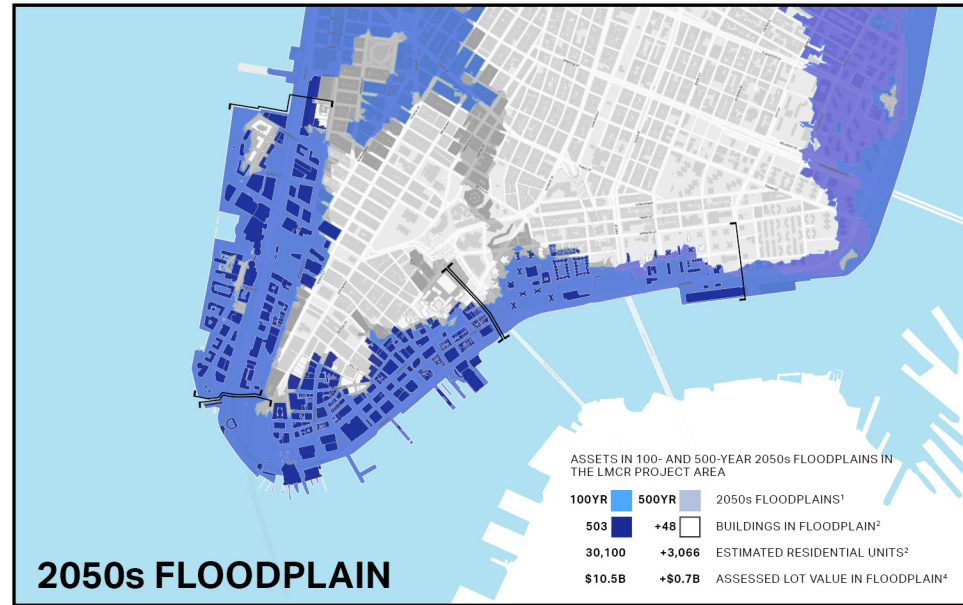 ASSETS IN 100- AND 500-YEAR 2050s FLOODPLAINS IN
THE LMCR PROJECT AREA
100YR 500YR 2050s FLOODPLAINS¹
503 +48 BUILDINGS IN FLOODPLAIN²
30,100 +3,066 ESTIMATED RESIDENTIAL UNITS²
$10.5B +$0.7B ASSESSED LOT VALUE IN FLOODPLAIN⁴
2050s FLOODPLAIN